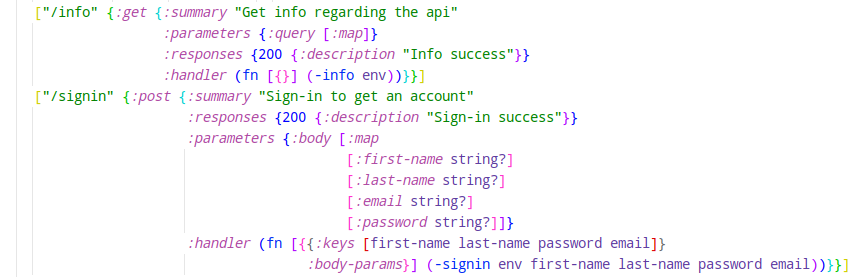 ["/info" {:get {:summary "Get info regarding the api"
:parameters {:query [:map]}
:responses {200 {:description "Info success"}}
:handler (fn [{}] (-info env))}}]
["/signin" {:post {:summary "Sign-in to get an account"
:responses {200 {:description "Sign-in success"}}
:parameters {:body [:map
[:first-name string?]
[:last-name string?]
[:email string?]
[:password string?]]}
:handler (fn [{{:keys [first-name last-name password email]}
:body-params}] (-signin env first-name last-name password email))}}]